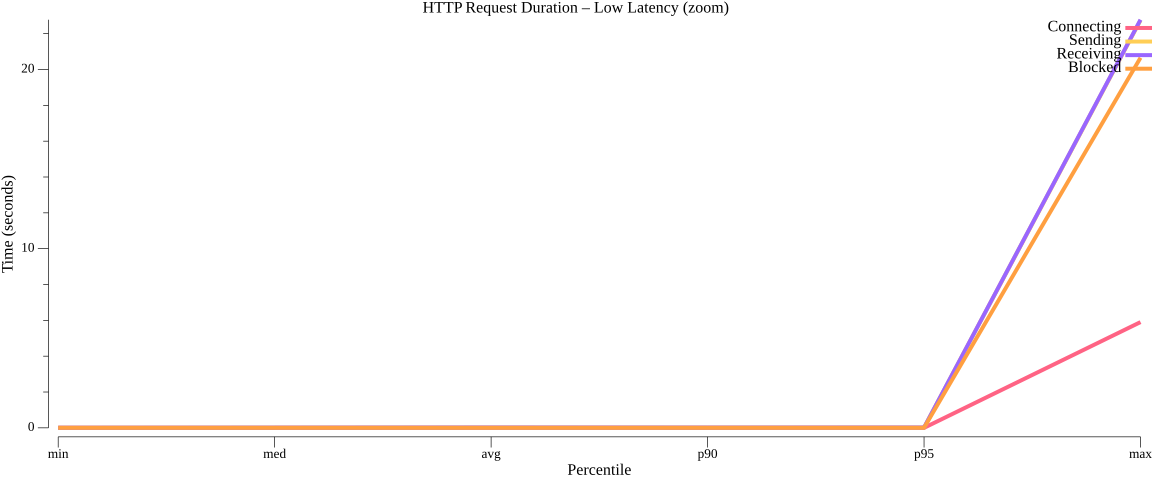 HTTP Request Duration – Low Latency (zoom)
Connecting
Sending
Receiving
Blocked
20
10
0
Time (seconds)
min med avg p90 p95 max
Percentile